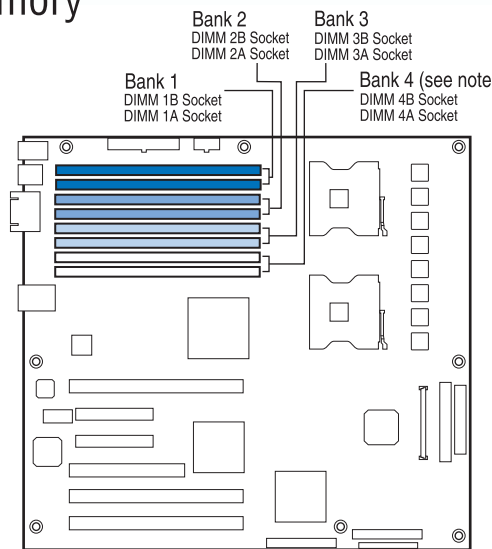 Bank 2
DIMM 2B Socket
DIMM 2A Socket
Bank 3
DIMM 3B Socket
DIMM 3A Socket
Bank 1
DIMM 1B Socket
DIMM 1A Socket
Bank 4 (see note
DIMM 4B Socket
DIMM 4A Socket